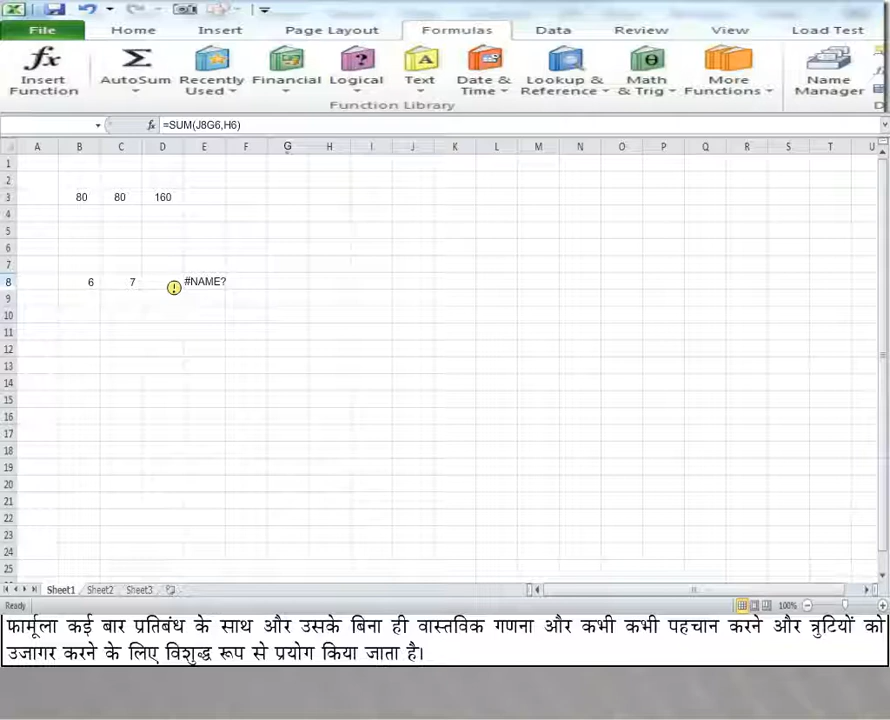 File Home Insert Page Layout Formulas Data Review View Load Test
Insert Function AutoSum Recently Used Financial Logical Text Date & Time Lookup & Reference Math & Trig More Functions Name Manager
Function Library
fx =SUM(J8G6,H6)
A B C D E F G H I J K L M N O P Q R S T U
1
2
3 80 80 160
4
5
6
7
8 6 7 #NAME?
9
10
11
12
13
14
15
16
17
18
19
20
21
22
23
24
25
Sheet1 Sheet2 Sheet3
Ready 100%
फार्मूला कई बार प्रतिबंध के साथ और उसके बिना ही वास्तविक गणना और कभी कभी पहचान करने और त्रुटियों को
उजागर करने के लिए विशुद्ध रूप से प्रयोग किया जाता है।